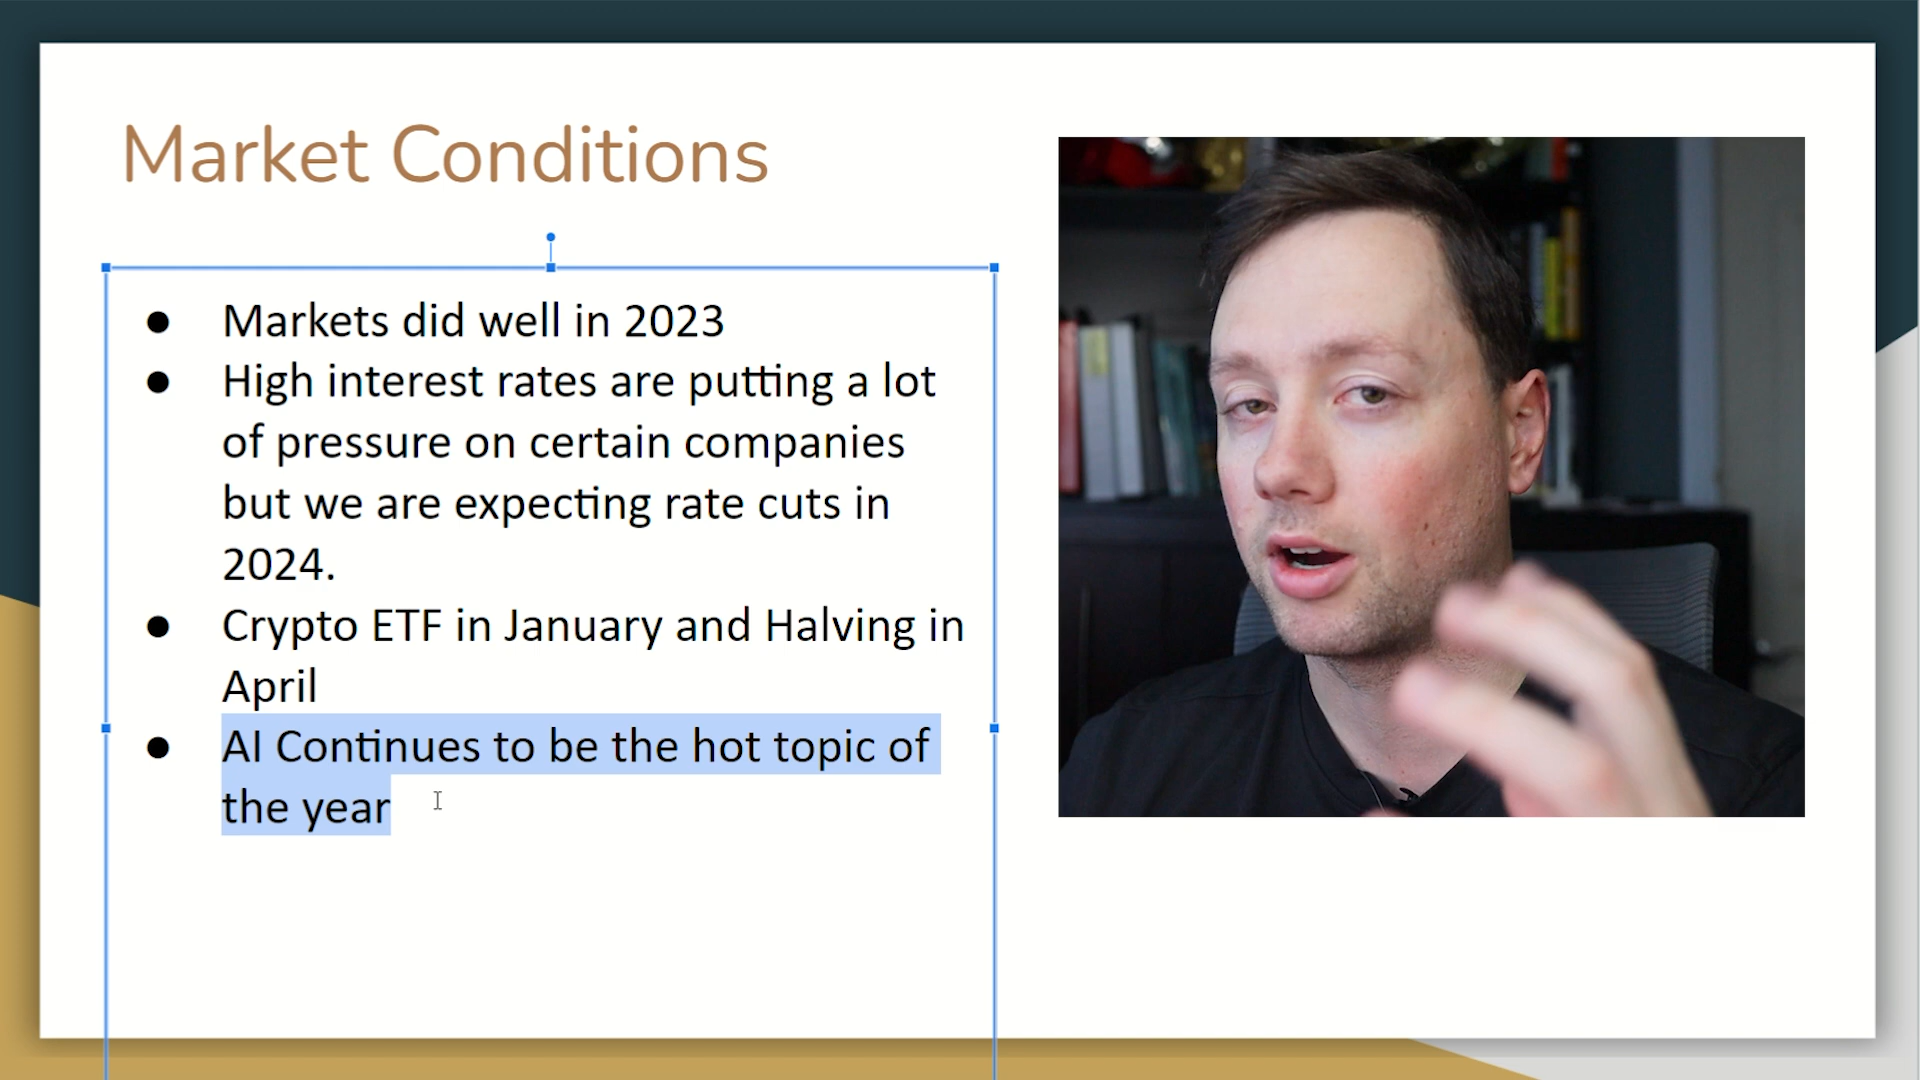 Market Conditions
● Markets did well in 2023
● High interest rates are putting a lot
of pressure on certain companies
but we are expecting rate cuts in
2024.
● Crypto ETF in January and Halving in
April
● AI Continues to be the hot topic of
the year